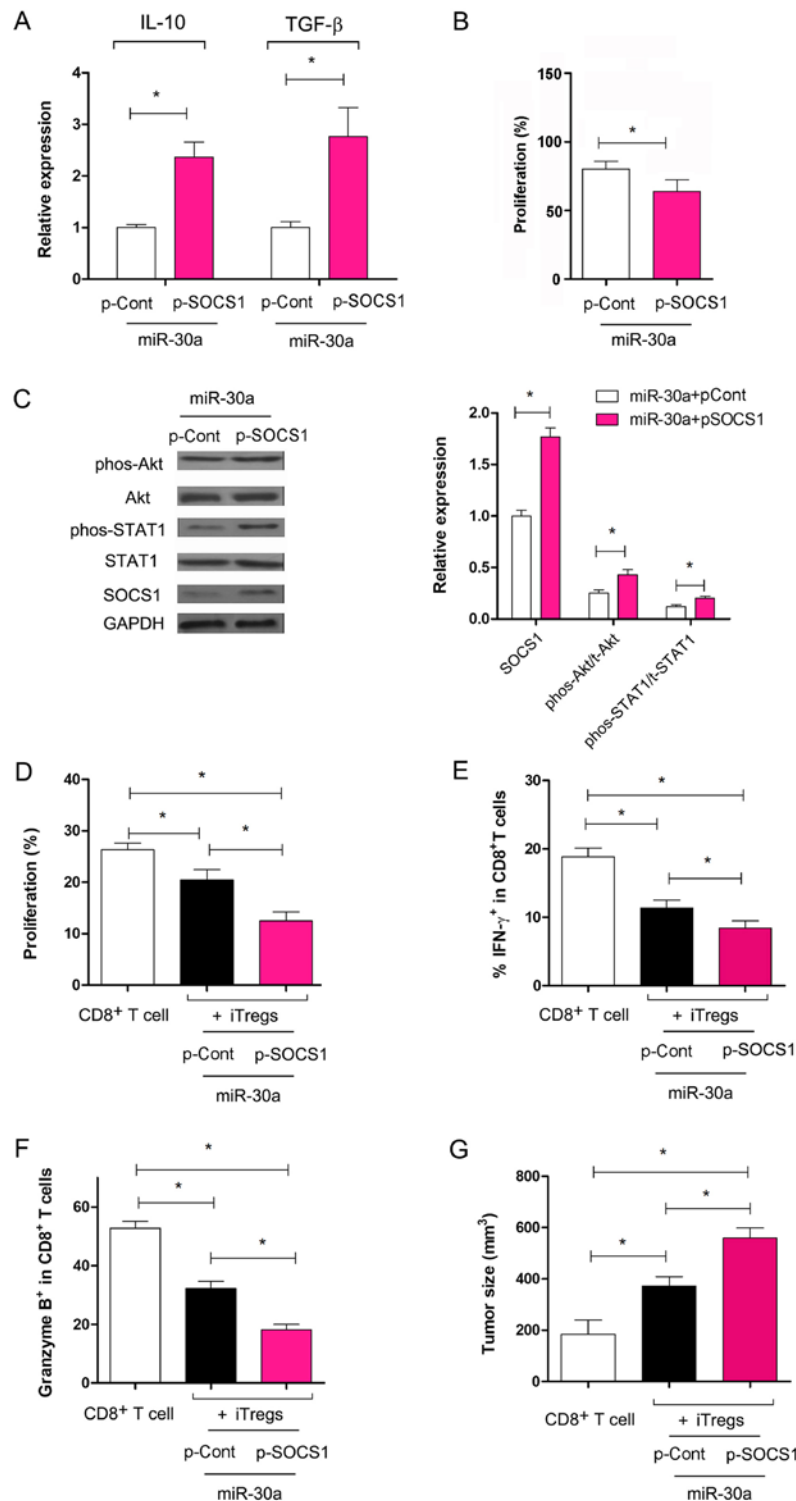 A
IL-10 TGF-β
* *
Relative expression
4
3
2
1
0
p-Cont p-SOCS1 p-Cont p-SOCS1
miR-30a miR-30a
B
Proliferation (%)
150
100
50
0
*
p-Cont p-SOCS1
miR-30a
C
miR-30a
p-Cont p-SOCS1
phos-Akt
Akt
phos-STAT1
STAT1
SOCS1
GAPDH
miR-30a+pCont
miR-30a+pSOCS1
Relative expression
2.0
1.5
1.0
0.5
0.0
* * *
SOCS1
phos-Akt/t-Akt
phos-STAT1/t-STAT1
D
Proliferation (%)
40
30
20
10
0
*
* *
CD8+ T cell + iTregs
p-Cont p-SOCS1
miR-30a
E
% IFN-γ+ in CD8+T cells
30
20
10
0
*
* *
CD8+ T cell + iTregs
p-Cont p-SOCS1
miR-30a
F
Granzyme B+ in CD8+ T cells
60
40
20
0
*
* *
CD8+ T cell + iTregs
p-Cont p-SOCS1
miR-30a
G
Tumor size (mm3)
800
600
400
200
0
*
* *
CD8+ T cell + iTregs
p-Cont p-SOCS1
miR-30a